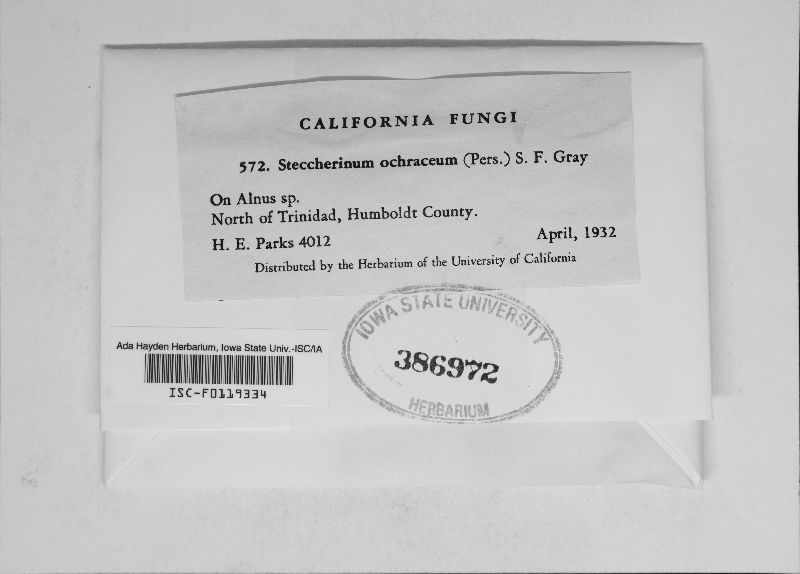 CALIFORNIA FUNGI
572. Steccherinum ochraceum (Pers.) S. F. Gray
On Alnus sp.
North of Trinidad, Humboldt County.
H. E. Parks 4012 April, 1932
Distributed by the Herbarium of the University of California
Ada Hayden Herbarium, Iowa State Univ.-ISC/IA
ISC-F0119334
IOWA STATE UNIVERSITY
386972
HERBARIUM